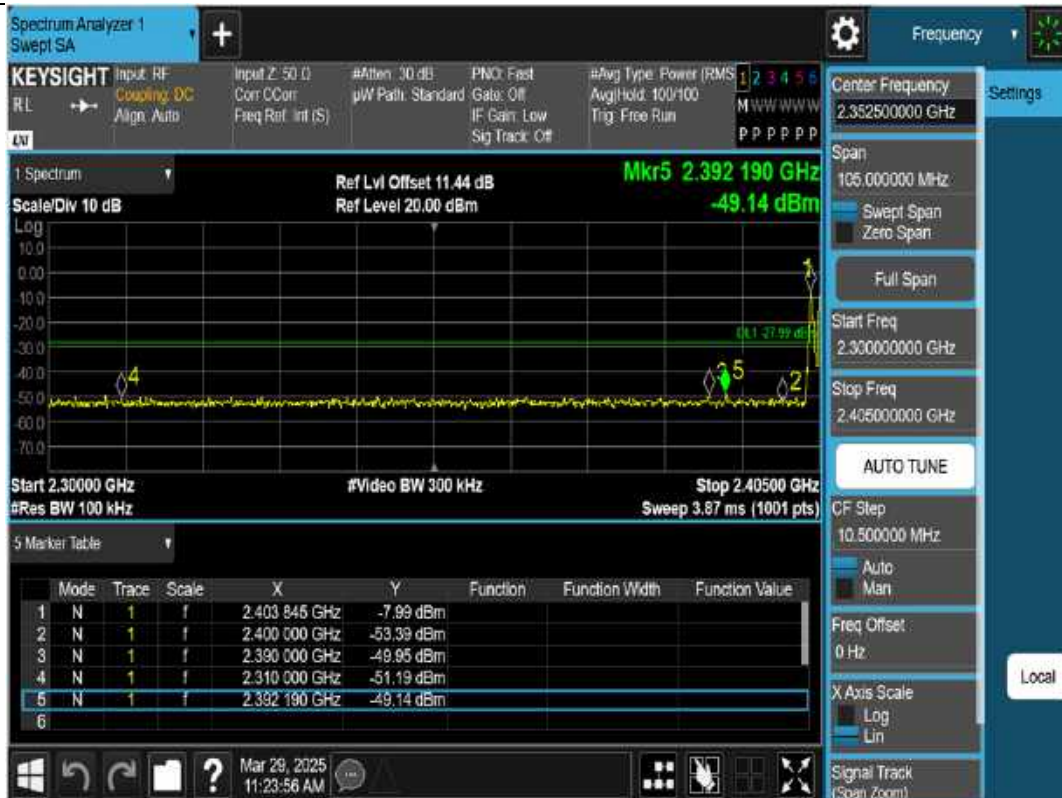 Spectrum Analyzer 1
Swept SA
+
Frequency
KEYSIGHT
RL
Input: RF
Coupling: DC
Align: Auto
Input Z: 50 Ω
Corr CCorr
Freq Ref: Int (S)
#Atten: 30 dB
µW Path: Standard
PNO: Fast
Gate: Off
IF Gain: Low
Sig Track: Off
#Avg Type: Power (RMS
Avg|Hold: 100/100
Trig: Free Run
1 2 3 4 5 6
M W W W W W
P P P P P P
1 Spectrum
Scale/Div 10 dB
Ref Lvl Offset 11.44 dB
Ref Level 20.00 dBm
Mkr5 2.392 190 GHz
-49.14 dBm
Log
10.0
0.00
-10.0
-20.0
-30.0
-40.0
-50.0
-60.0
-70.0
1
DL1 -27.99 dB
4
3
5
2
Start 2.30000 GHz
#Res BW 100 kHz
#Video BW 300 kHz
Stop 2.40500 GHz
Sweep 3.87 ms (1001 pts)
5 Marker Table
Mode Trace Scale X Y Function Function Width Function Value
1 N 1 f 2.403 845 GHz -7.99 dBm
2 N 1 f 2.400 000 GHz -53.39 dBm
3 N 1 f 2.390 000 GHz -49.95 dBm
4 N 1 f 2.310 000 GHz -51.19 dBm
5 N 1 f 2.392 190 GHz -49.14 dBm
6
?
Mar 29, 2025
11:23:56 AM
Center Frequency
2.352500000 GHz
Span
105.000000 MHz
Swept Span
Zero Span
Full Span
Start Freq
2.300000000 GHz
Stop Freq
2.405000000 GHz
AUTO TUNE
CF Step
10.500000 MHz
Auto
Man
Freq Offset
0 Hz
X Axis Scale
Log
Lin
Signal Track
(Span Zoom)
Settings
Local